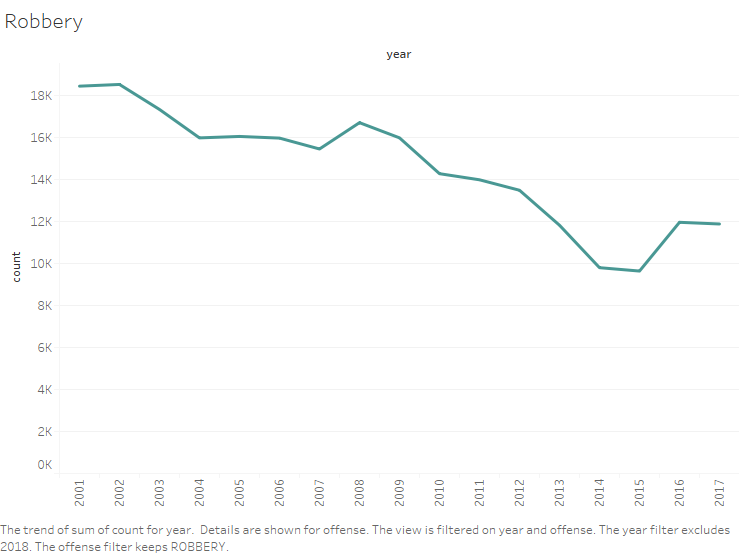 Robbery
year
18K
16K
14K
12K
10K
8K
6K
4K
2K
0K
count
2001
2002
2003
2004
2005
2006
2007
2008
2009
2010
2011
2012
2013
2014
2015
2016
2017
The trend of sum of count for year. Details are shown for offense. The view is filtered on year and offense. The year filter excludes
2018. The offense filter keeps ROBBERY.